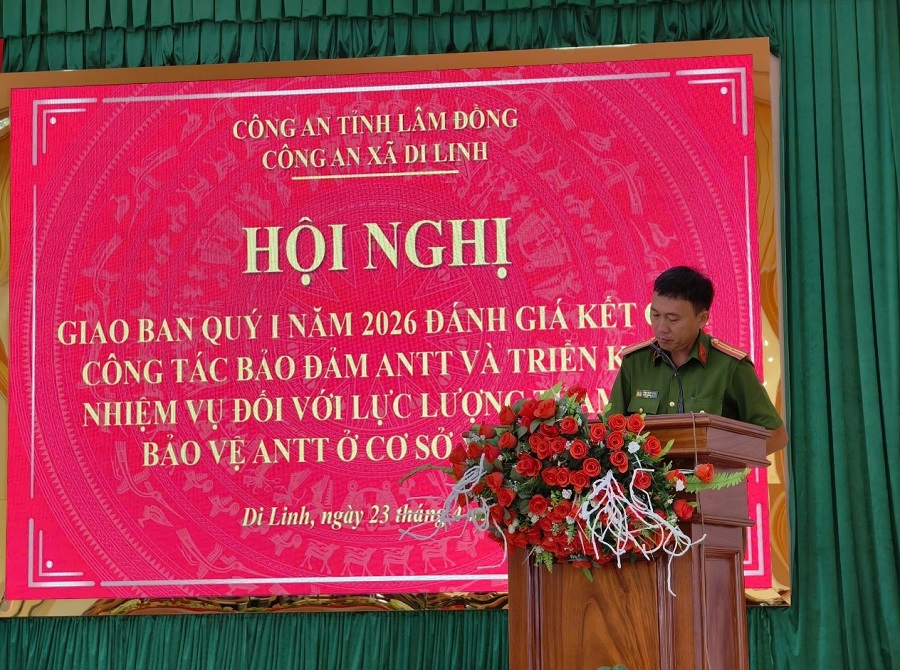 CÔNG AN TỈNH LÂM ĐỒNG
CÔNG AN XÃ DI LINH
HỘI NGHỊ
GIAO BAN QUÝ I NĂM 2026 ĐÁNH GIÁ KẾT
CÔNG TÁC BẢO ĐẢM ANTT VÀ TRIỂN
NHIỆM VỤ ĐỐI VỚI LỰC LƯỢNG
BẢO VỆ ANTT Ở CƠ SỞ
Di Linh, ngày 23 tháng